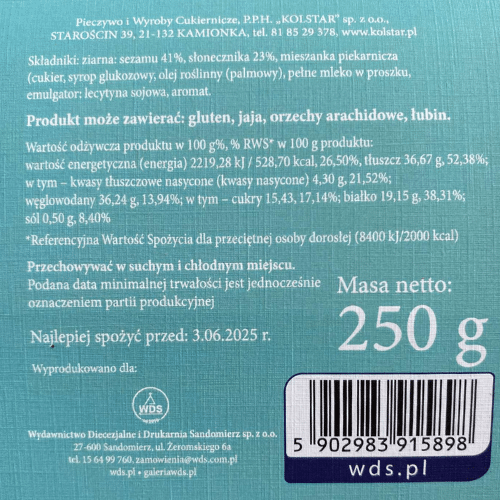 Pieczywo i Wyroby Cukiernicze, P.P.H. „KOLSTAR" sp. z o.o.,
STAROŚCIN 39, 21-132 KAMIONKA, tel. 81 85 29 378, www.kolstar.pl
Składniki: ziarna: sezamu 41%, słonecznika 23%, mieszanka piekarnicza
(cukier, syrop glukozowy, olej roślinny (palmowy), pełne mleko w proszku,
emulgator: lecytyna sojowa, aromat.
Produkt może zawierać: gluten, jaja, orzechy arachidowe, łubin.
Wartość odżywcza produktu w 100 g%, % RWS* w 100 g produktu:
wartość energetyczna (energia) 2219,28 kJ / 528,70 kcal, 26,50%, tłuszcz 36,67 g, 52,38%;
w tym – kwasy tłuszczowe nasycone (kwasy nasycone) 4,30 g, 21,52%;
węglowodany 36,24 g, 13,94%; w tym – cukry 15,43, 17,14%; białko 19,15 g, 38,31%;
sól 0,50 g, 8,40%
*Referencyjna Wartość Spożycia dla przeciętnej osoby dorosłej (8400 kJ/2000 kcal)
Przechowywać w suchym i chłodnym miejscu.
Podana data minimalnej trwałości jest jednocześnie
oznaczeniem partii produkcyjnej
Masa netto:
250 g
Najlepiej spożyć przed: 3.06.2025 r.
Wyprodukowano dla:
WDS
Wydawnictwo Diecezjalne i Drukarnia Sandomierz sp. z o.o.
27-600 Sandomierz, ul. Żeromskiego 6a
tel. 15 64 99 760, zamowienia@wds.com.pl
wds.pl • galeriawds.pl
5 902983 915898
wds.pl